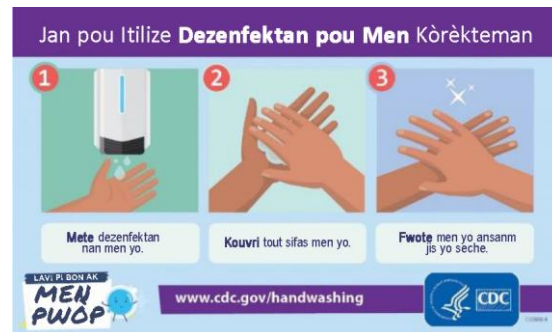 Jan pou Itilize Dezenfektan pou Men Kòrèkteman
1
2
3
Mete dezenfektan
nan men yo.
Kouvri tout sifas men yo.
Fwote men yo ansanm
jis yo seche.
LAVI PI BON AK
MEN
PWOP
www.cdc.gov/handwashing
CDC